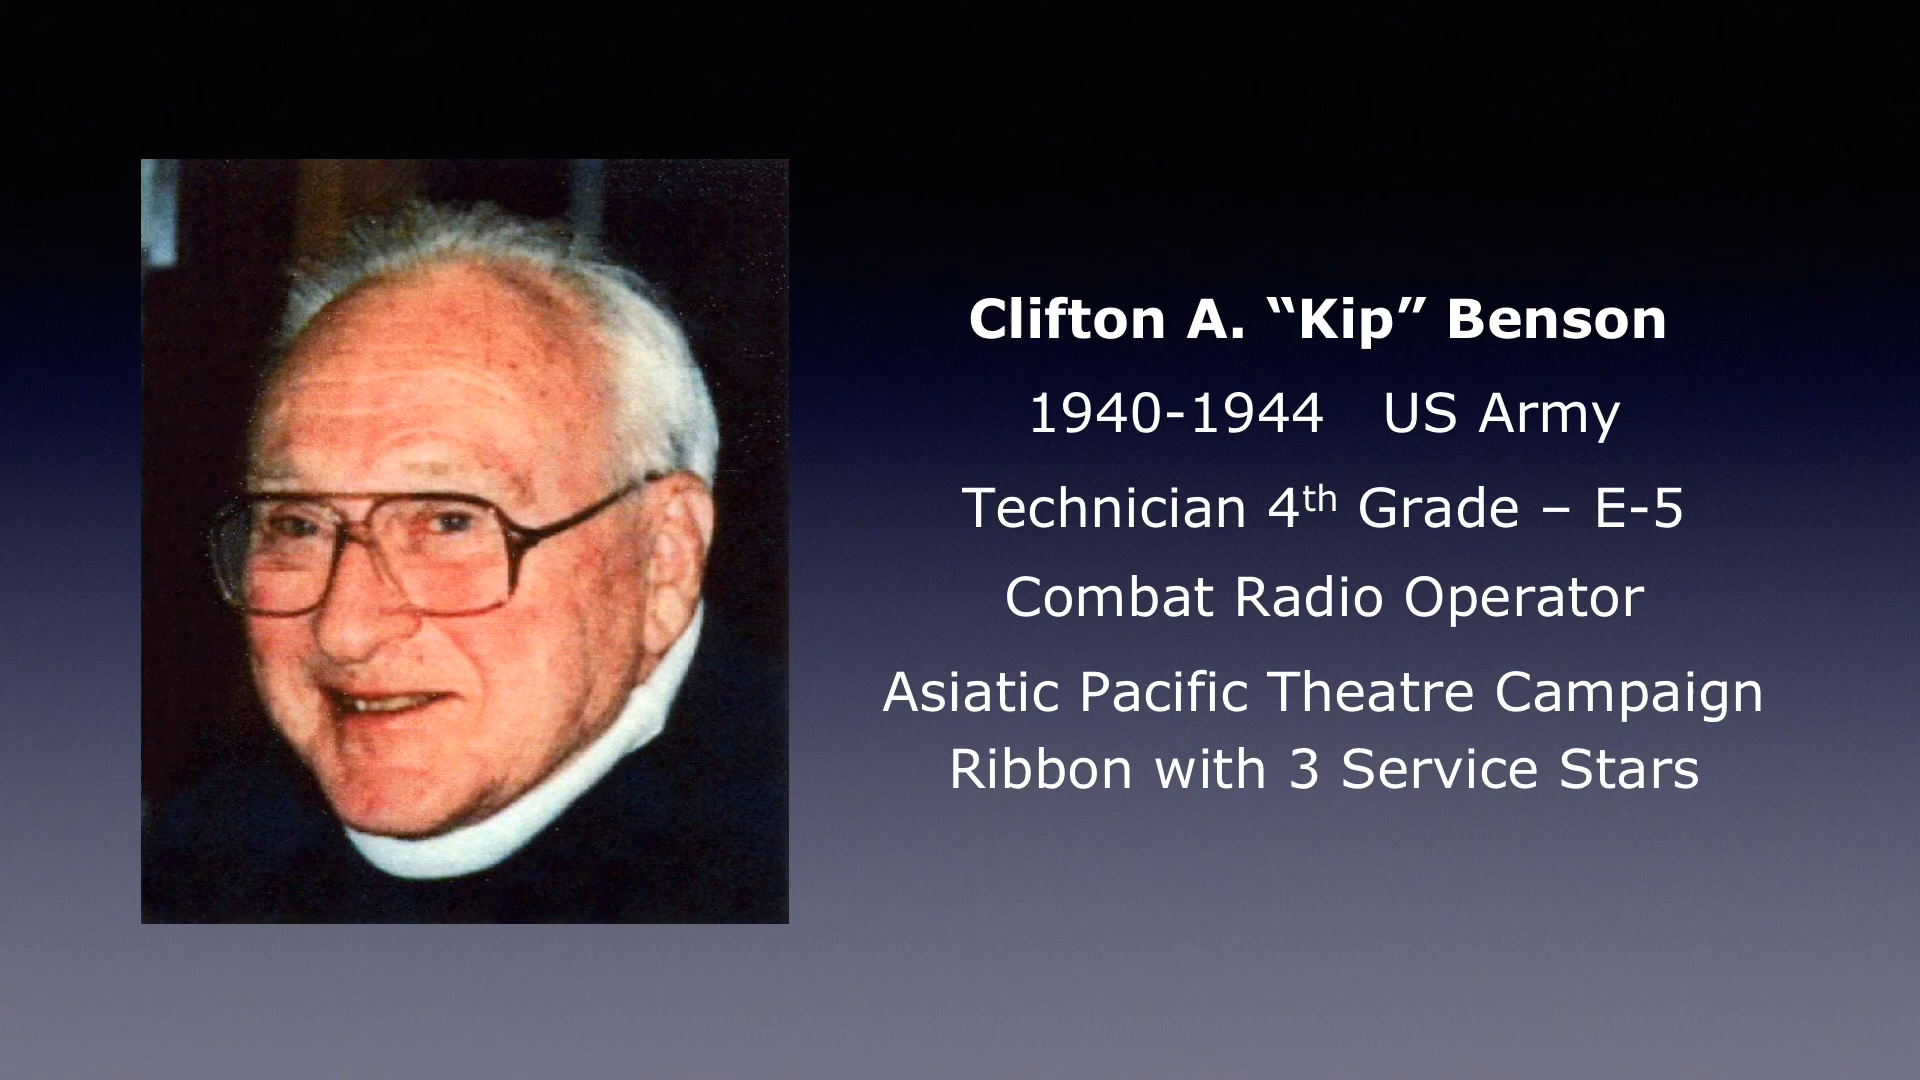 Clifton A. “Kip” Benson
1940-1944   US Army
Technician 4th Grade – E-5
Combat Radio Operator
Asiatic Pacific Theatre Campaign
Ribbon with 3 Service Stars